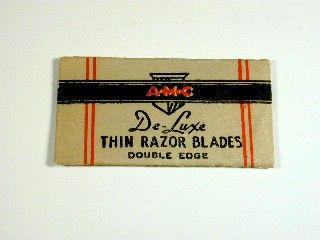 A·M·C
De-Luxe
THIN RAZOR BLADES
DOUBLE EDGE